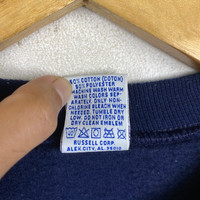 50% COTTON (COTON)
50% POLYESTER
MACHINE WASH WARM
WASH COLORS SEP-
ARATELY. ONLY NON-
CHLORINE BLEACH WHEN
NEEDED. TUMBLE DRY
LOW. DO NOT IRON OR
DRY CLEAN EMBLEM
RUSSELL CORP.
ALEX CITY, AL 35010